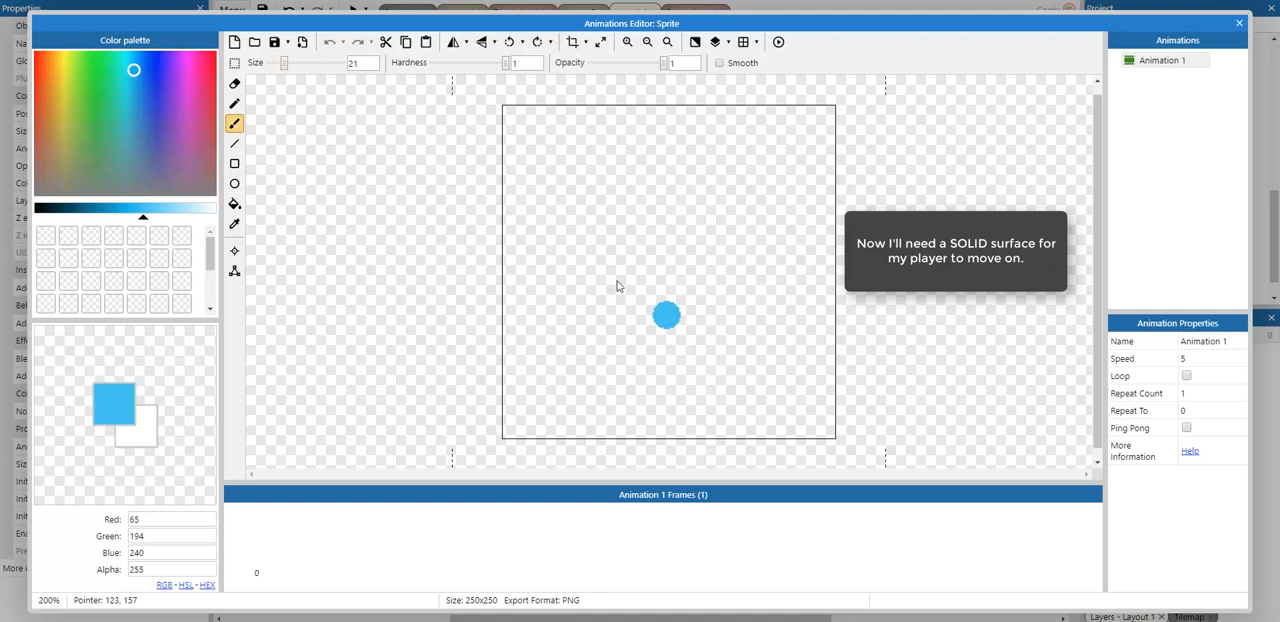 Properties
Menu
Project
Animations Editor: Sprite
Color palette
Size
21
Hardness
1
Opacity
1
Smooth
Animations
Animation 1
Now I'll need a SOLID surface for
my player to move on.
Animation Properties
Name Animation 1
Speed 5
Loop
Repeat Count 1
Repeat To 0
Ping Pong
More
Information
Help
Red: 65
Green: 194
Blue: 240
Alpha: 255
RGB - HSL - HEX
Animation 1 Frames (1)
0
200%
Pointer: 123, 157
Size: 250x250 Export Format: PNG
More i
Layers - Layout 1
Tilemap